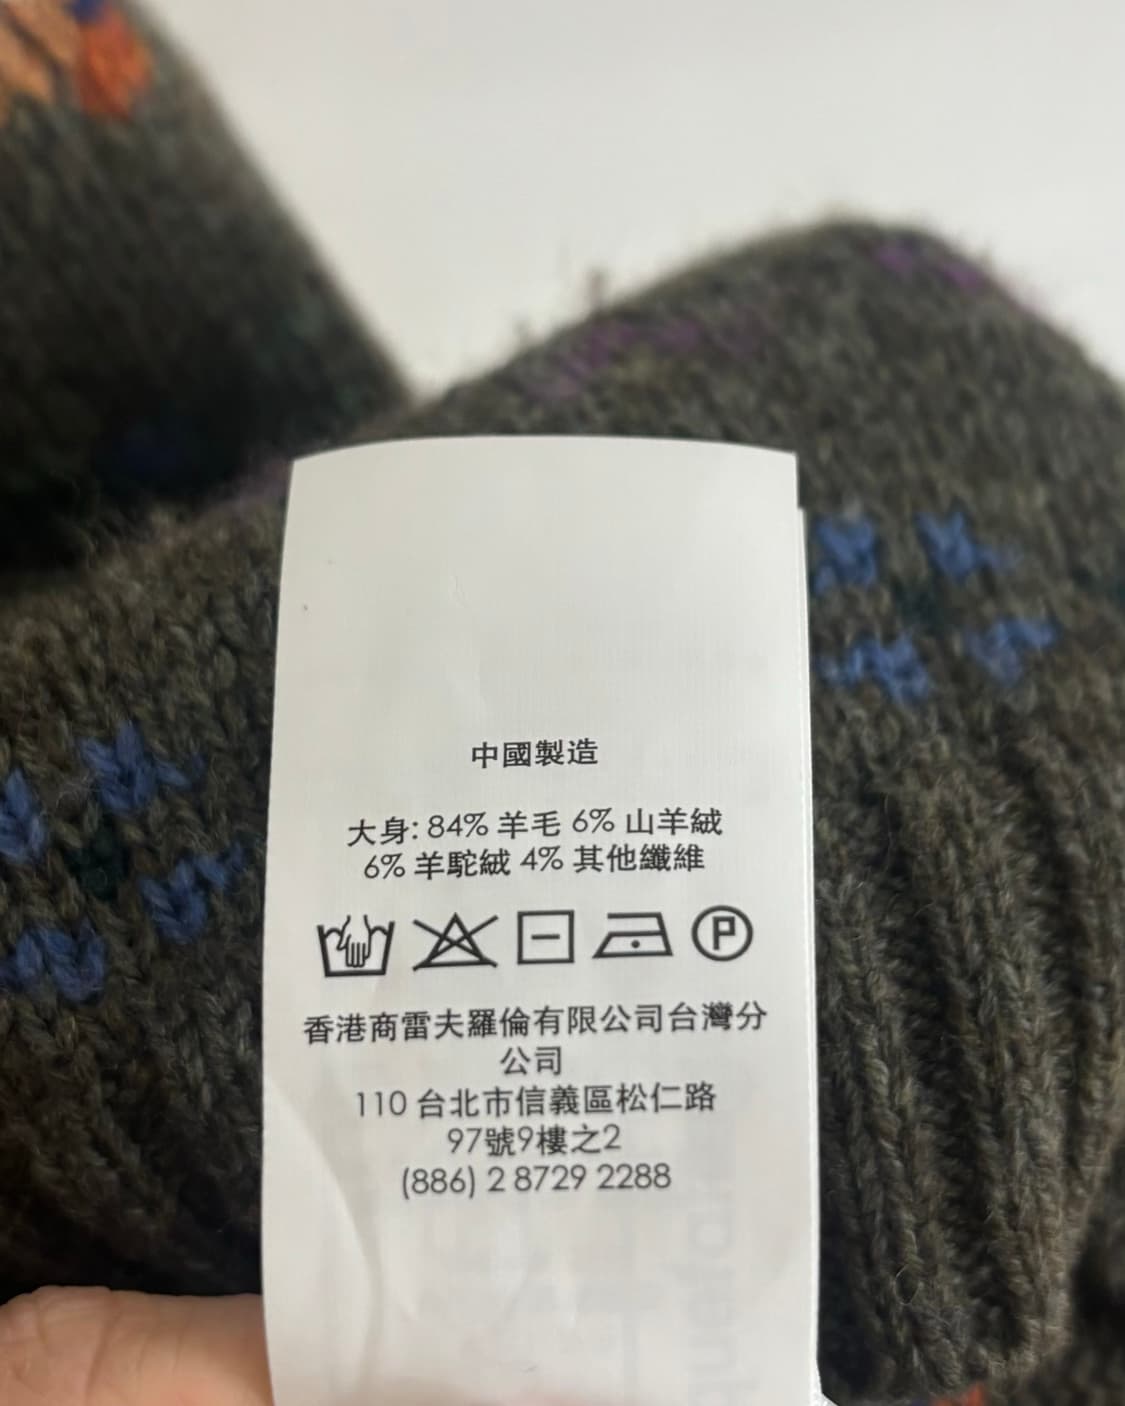 中國製造
大身: 84% 羊毛 6% 山羊絨
6% 羊駝絨 4% 其他纖維
P
香港商雷夫羅倫有限公司台灣分
公司
110 台北市信義區松仁路
97號9樓之2
(886) 2 8729 2288